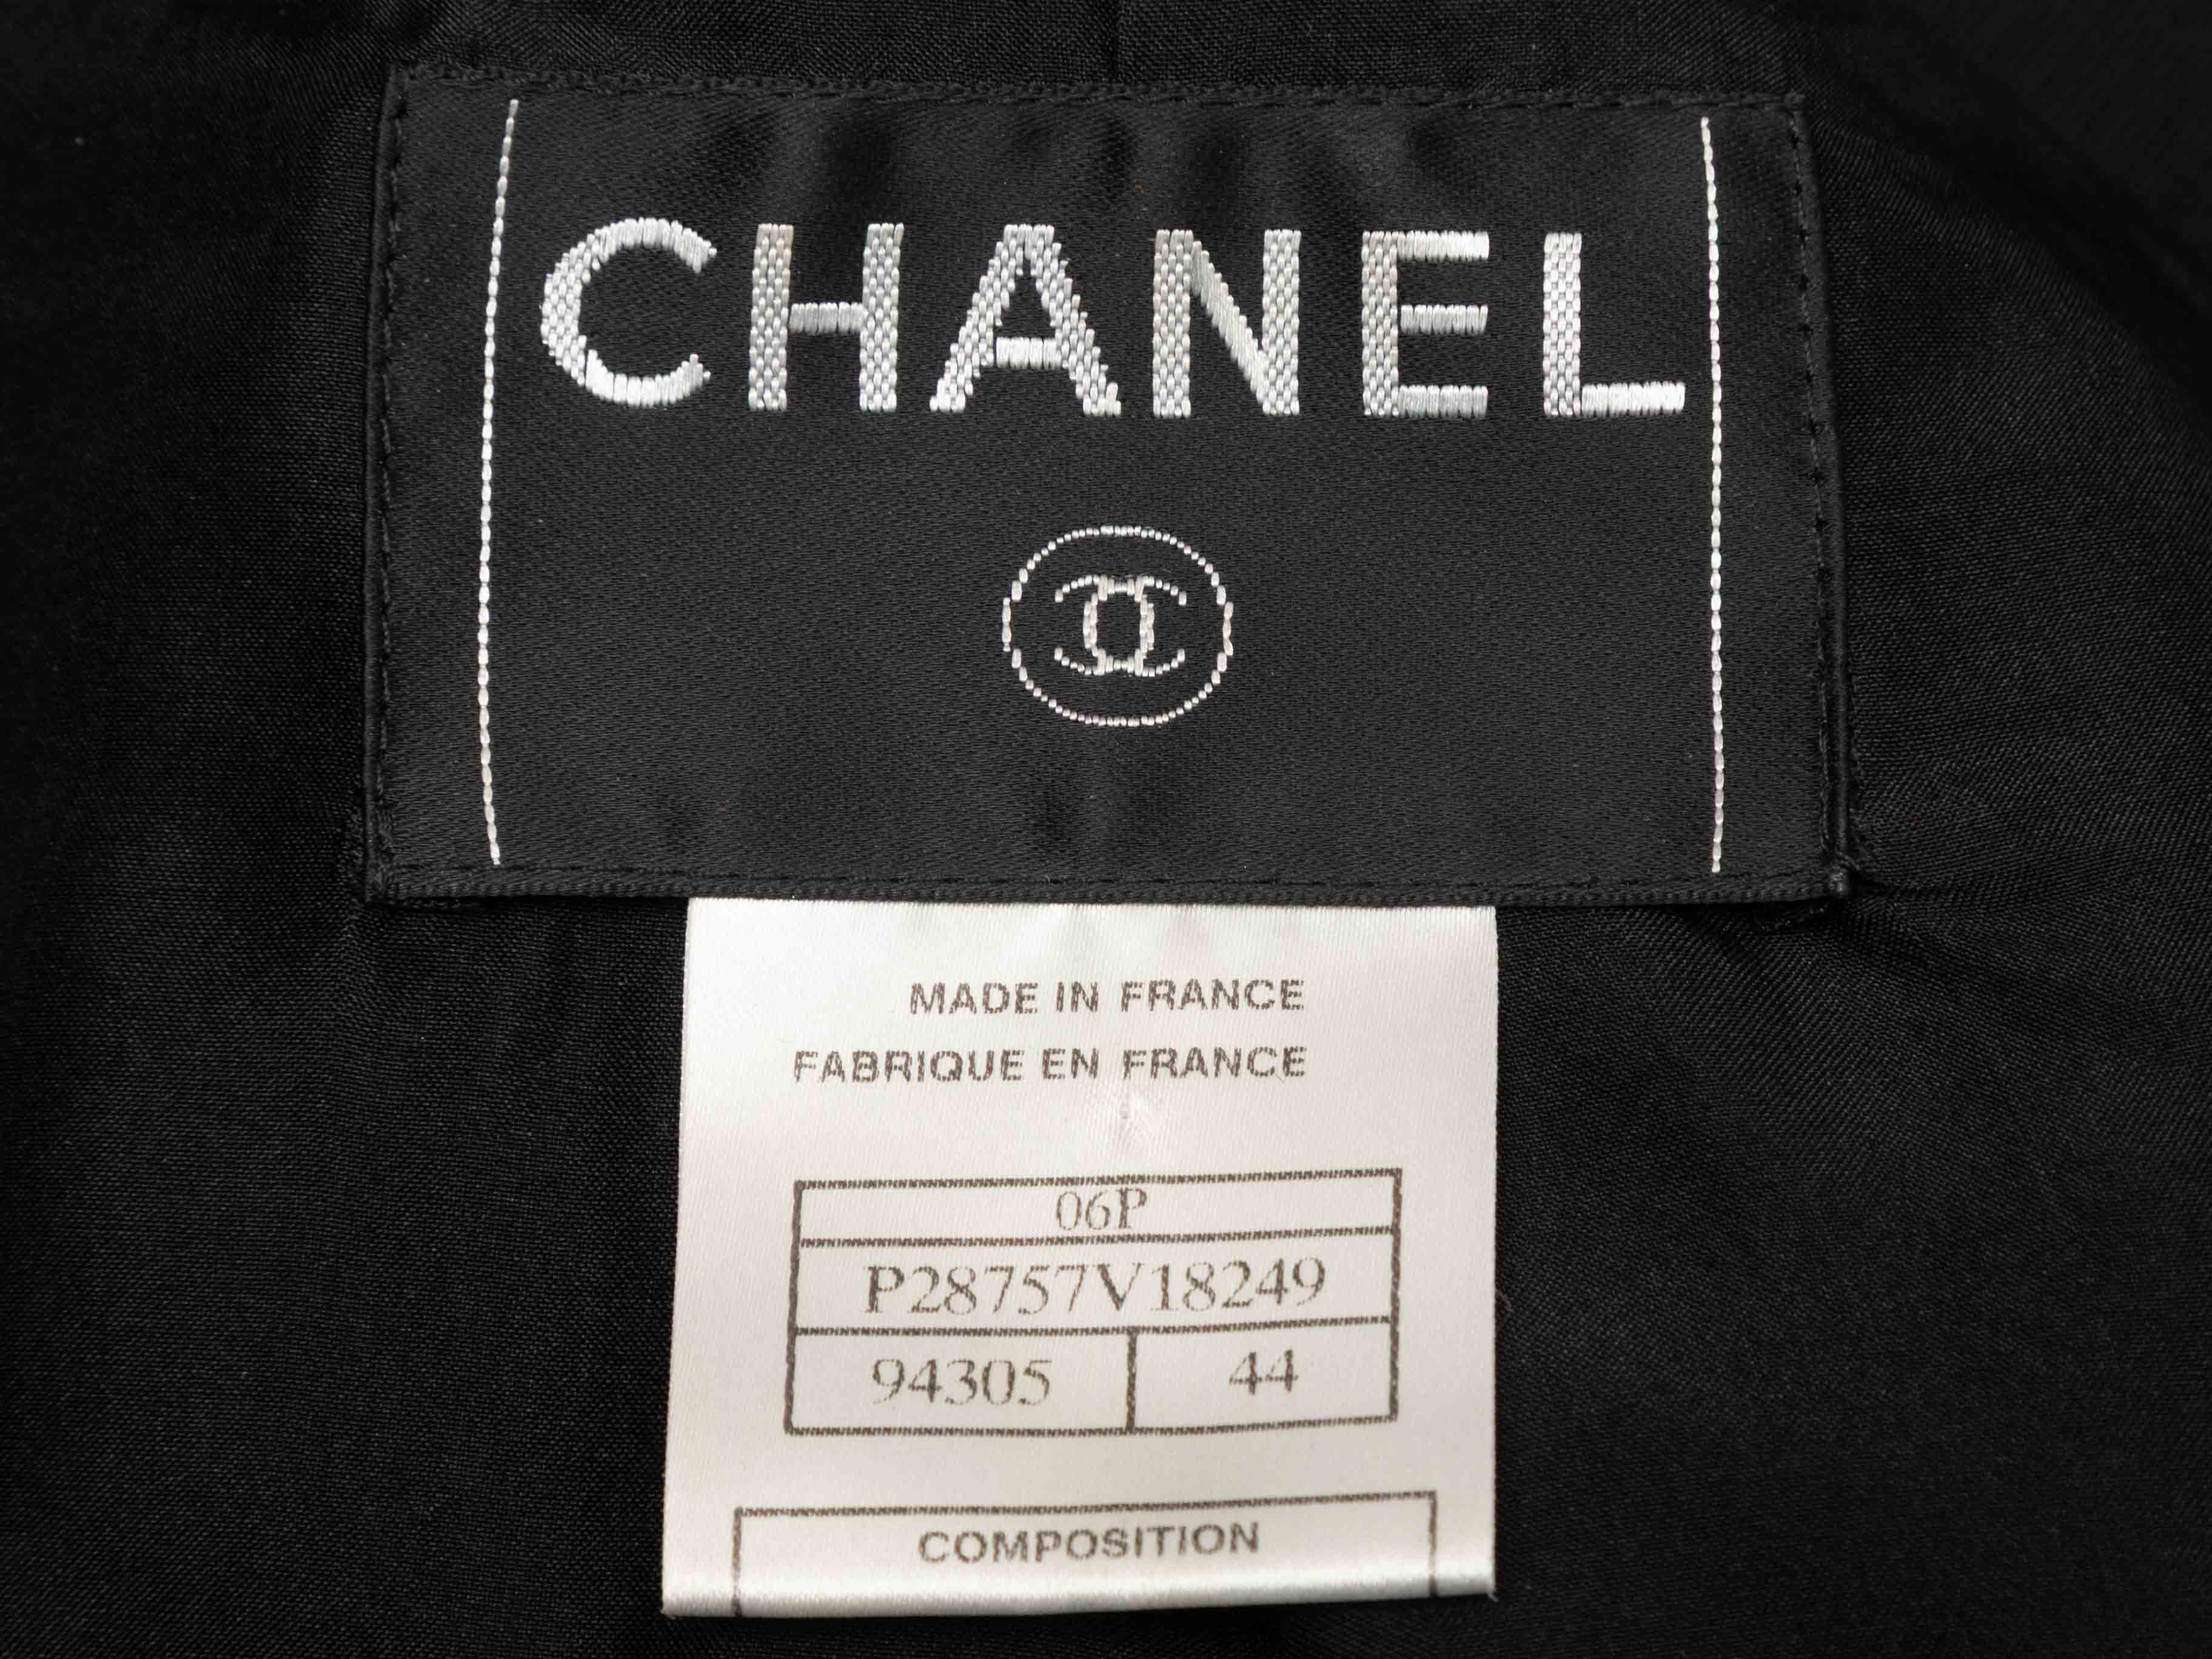 CHANEL
MADE IN FRANCE
FABRIQUE EN FRANCE
06P
P28757V18249
94305 44
COMPOSITION